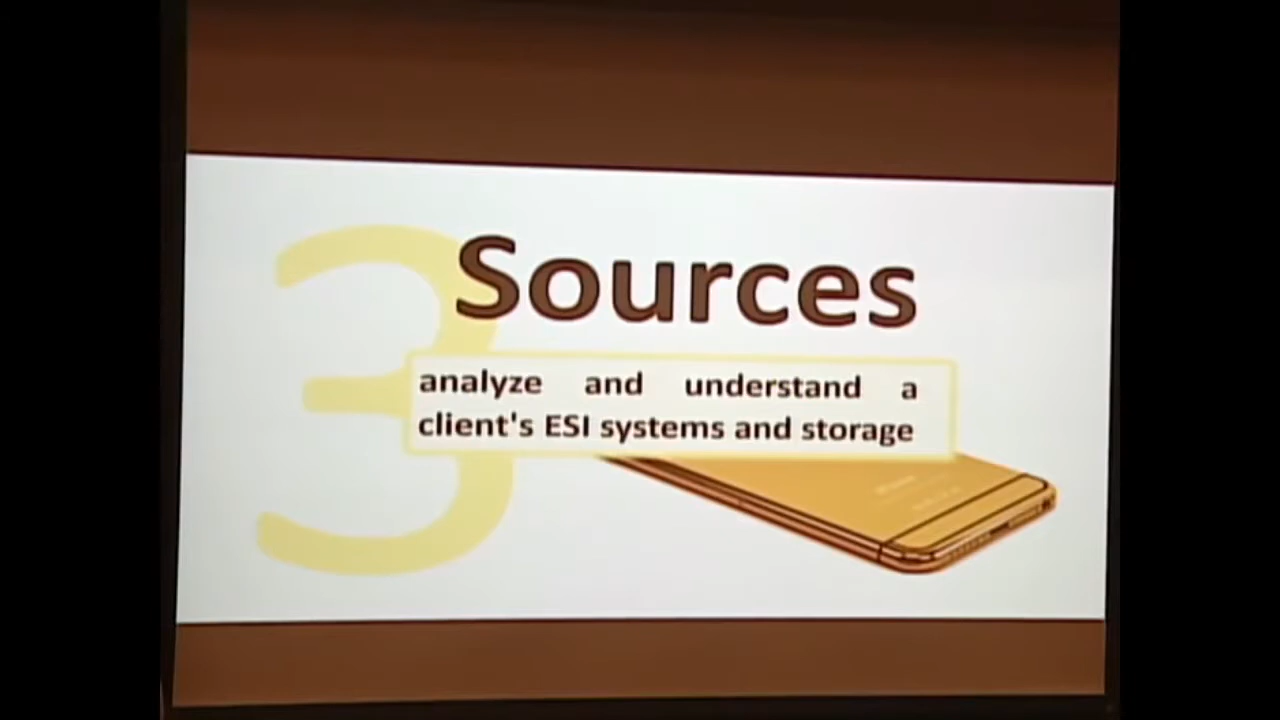 3
Sources
analyze and understand a
client's ESI systems and storage